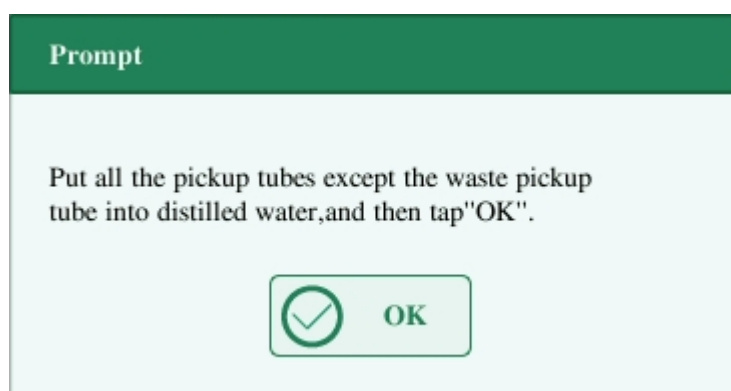 Prompt
Put all the pickup tubes except the waste pickup
tube into distilled water,and then tap"OK".
OK